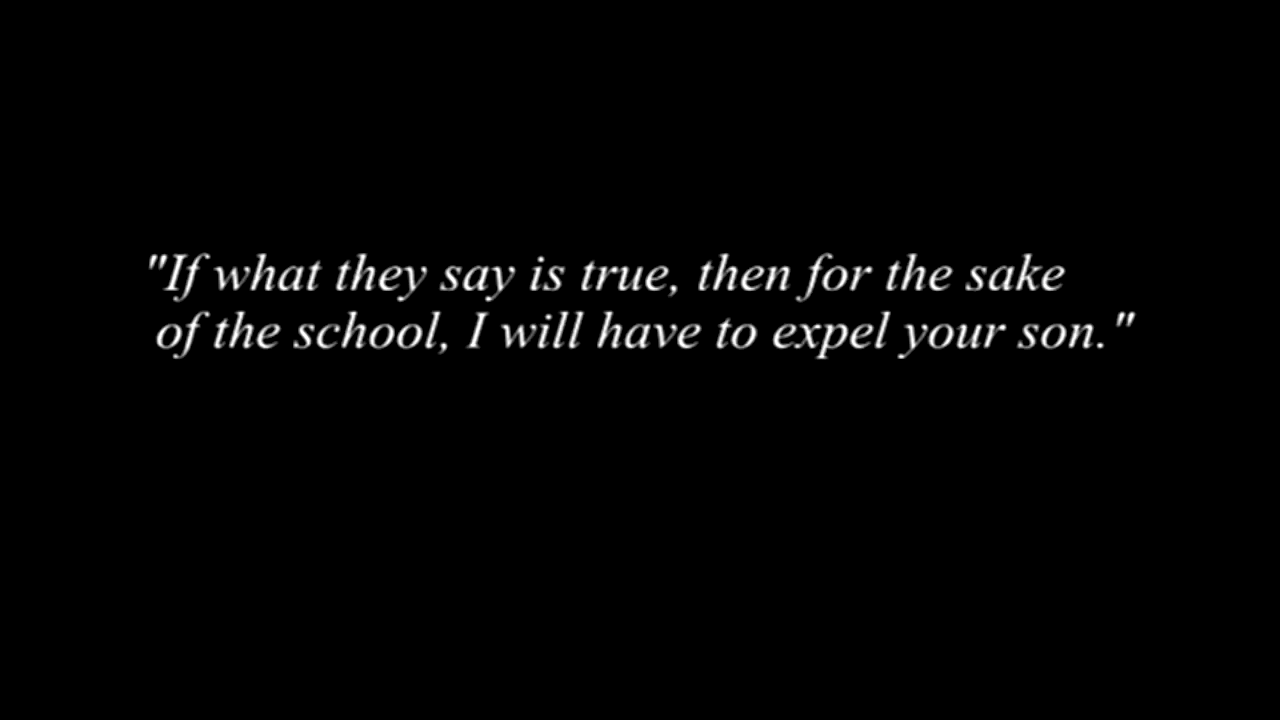 "If what they say is true, then for the sake
of the school, I will have to expel your son."